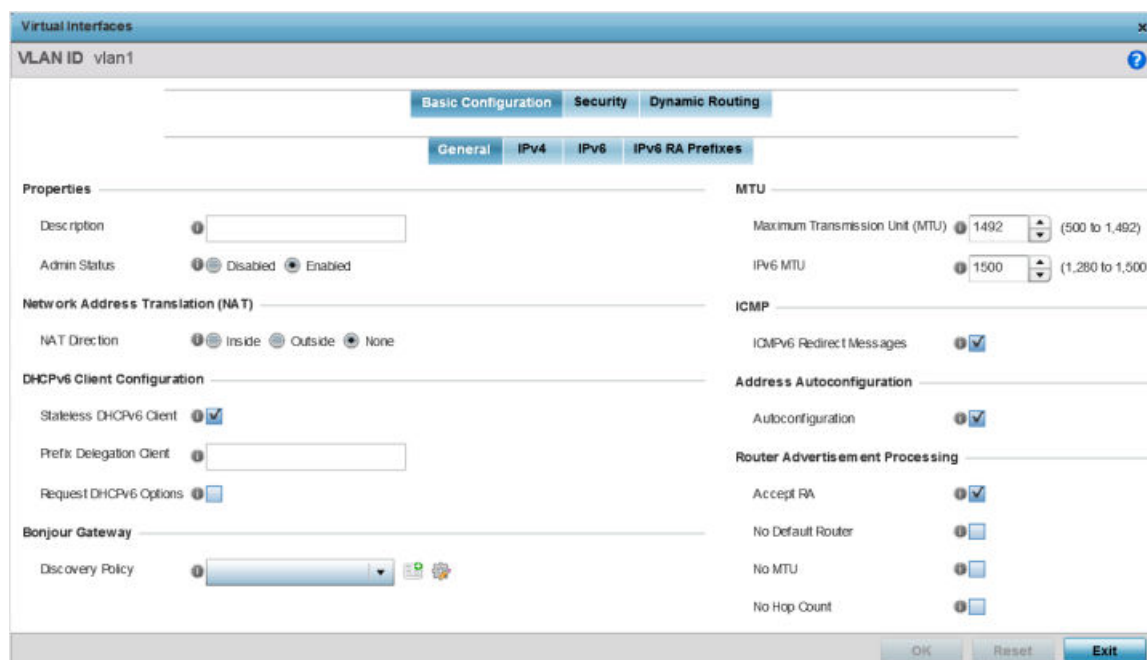 Virtual Interfaces
VLAN ID vlan1
Basic Configuration Security Dynamic Routing
General IPv4 IPv6 IPv6 RA Prefixes
Properties
Description
Admin Status Disabled Enabled
Network Address Translation (NAT)
NAT Direction Inside Outside None
DHCPv6 Client Configuration
Stateless DHCPv6 Client
Prefix Delegation Client
Request DHCPv6 Options
Bonjour Gateway
Discovery Policy
MTU
Maximum Transmission Unit (MTU) 1492 (500 to 1,492)
IPv6 MTU 1500 (1,280 to 1,500
ICMP
ICMPv6 Redirect Messages
Address Autoconfiguration
Autoconfiguration
Router Advertisement Processing
Accept RA
No Default Router
No MTU
No Hop Count
OK Reset Exit